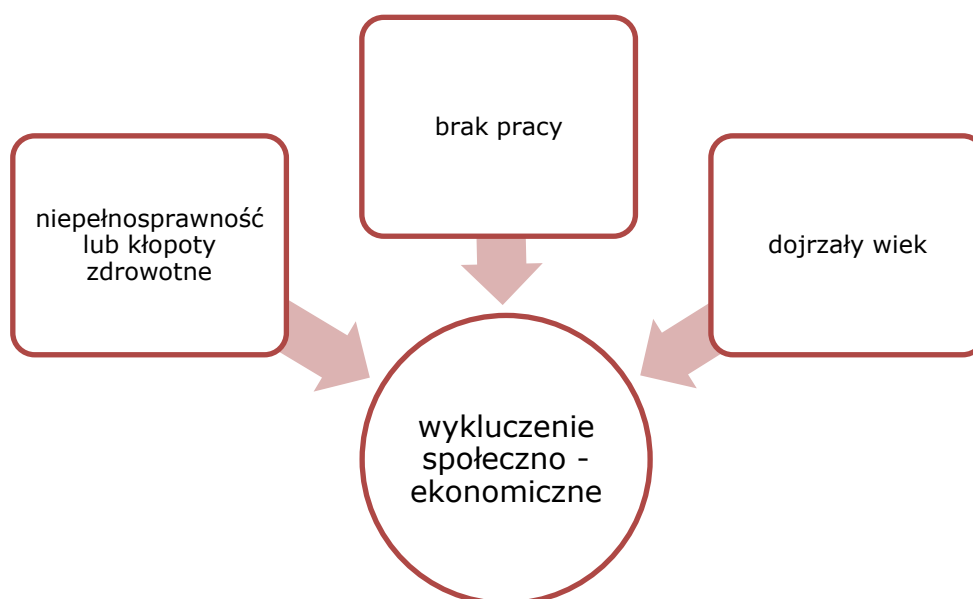 brak pracy
niepełnosprawność
lub kłopoty
zdrowotne
dojrzały wiek
wykluczenie
społeczno -
ekonomiczne